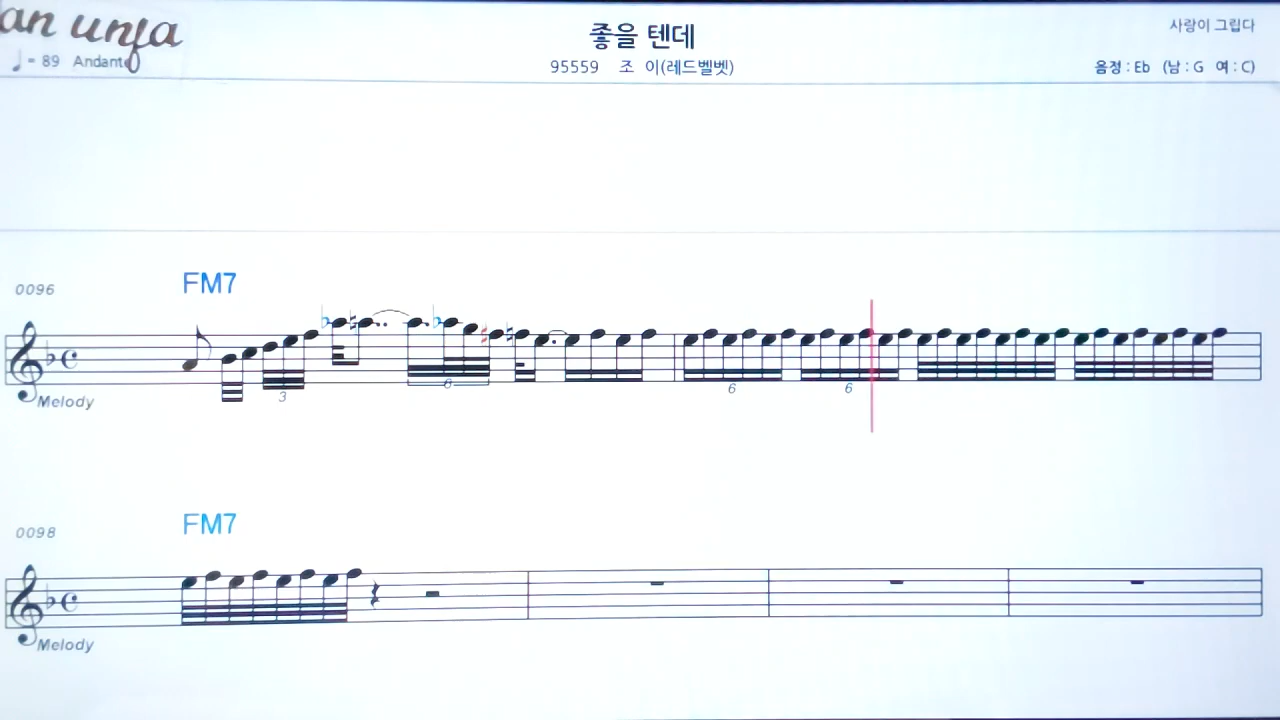 an unfa
좋을 텐데
사랑이 그립다
♩= 89 Andante
95559 조 이(레드벨벳)
음정 : Eb (남 : G 여 : C)
FM7
0096
3
6
6
6
Melody
FM7
0098
Melody